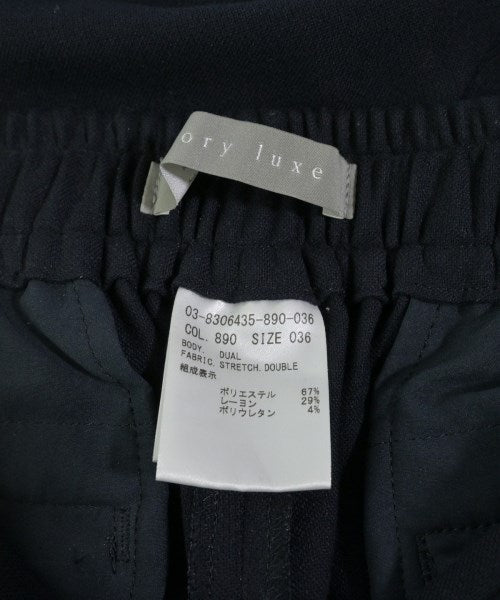 ory luxe
03-8306435-890-036
COL. 890 SIZE 036
BODY. DUAL
FABRIC. STRETCH. DOUBLE
組成表示
ポリエステル 67%
レーヨン 29%
ポリウレタン 4%